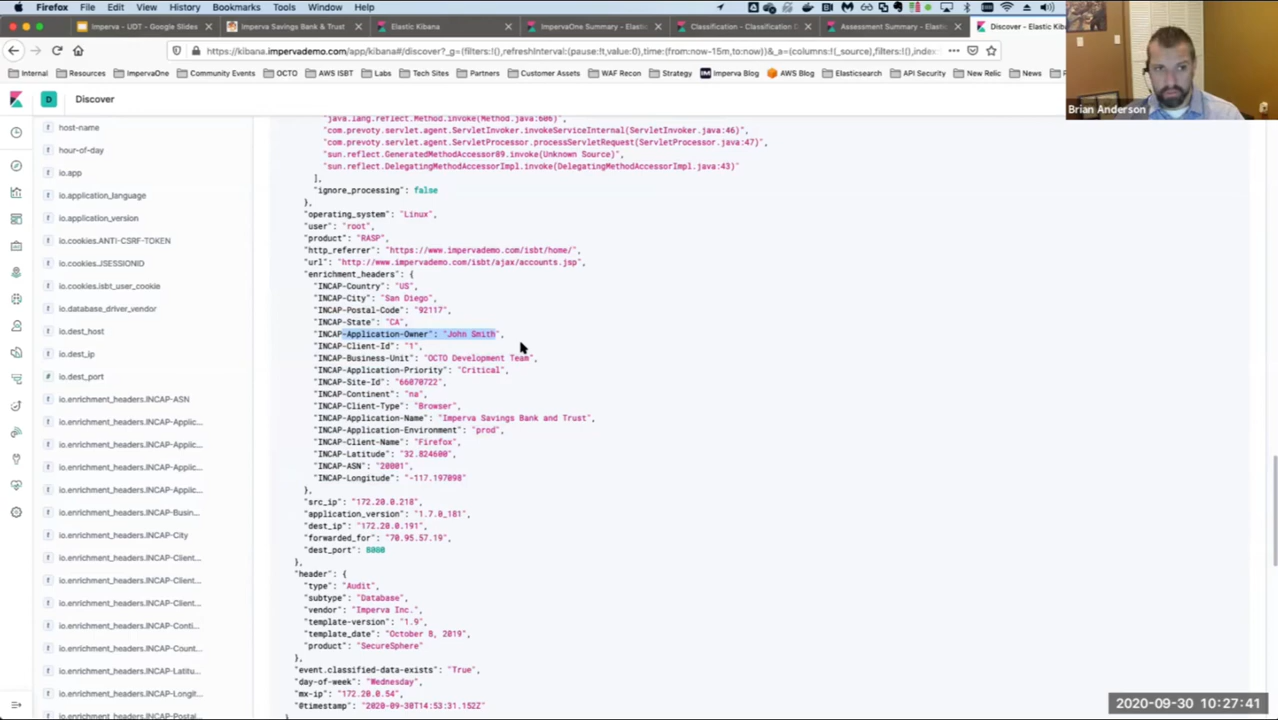 Firefox File Edit View History Bookmarks Tools Window Help
Imperva - UDT - Google Slides
Imperva Savings Bank & Trust
Elastic Kibana
ImpervaOne Summary - Elastic
Classification - Classification D
Assessment Summary - Elastic
Discover - Elastic Kiba
https://kibana.impervademo.com/app/kibana#/discover?_g=(filters:!(),refreshInterval:(pause:!t,value:0),time:(from:now-15m,to:now))&_a=(columns:!(_source),filters:!(),index
Internal Resources ImpervaOne Community Events OCTO AWS ISBT Labs Tech Sites Partners Customer Assets WAF Recon Strategy Imperva Blog AWS Blog Elasticsearch API Security New Relic News
Brian Anderson
D Discover
host-name
hour-of-day
io.app
io.application_language
io.application_version
io.cookies.ANTI-CSRF-TOKEN
io.cookies.JSESSIONID
io.cookies.isbt_user_cookie
io.database_driver_vendor
io.dest_host
io.dest_ip
io.dest_port
io.enrichment_headers.INCAP-ASN
io.enrichment_headers.INCAP-Applic...
io.enrichment_headers.INCAP-Applic...
io.enrichment_headers.INCAP-Applic...
io.enrichment_headers.INCAP-Applic...
io.enrichment_headers.INCAP-Busin...
io.enrichment_headers.INCAP-City
io.enrichment_headers.INCAP-Client...
io.enrichment_headers.INCAP-Client...
io.enrichment_headers.INCAP-Client...
io.enrichment_headers.INCAP-Conti...
io.enrichment_headers.INCAP-Count...
io.enrichment_headers.INCAP-Latitu...
io.enrichment_headers.INCAP-Longit...
io.enrichment_headers.INCAP-Postal...
"java.lang.reflect.Method.invoke(Method.java:606)",
"com.prevoty.servlet.agent.ServletInvoker.invokeServiceInternal(ServletInvoker.java:46)",
"com.prevoty.servlet.agent.ServletProcessor.processServletRequest(ServletProcessor.java:47)",
"sun.reflect.GeneratedMethodAccessor89.invoke(Unknown Source)",
"sun.reflect.DelegatingMethodAccessorImpl.invoke(DelegatingMethodAccessorImpl.java:43)"
],
"ignore_processing": false
},
"operating_system": "Linux",
"user": "root",
"product": "RASP",
"http_referrer": "https://www.impervademo.com/isbt/home/",
"url": "http://www.impervademo.com/isbt/ajax/accounts.jsp",
"enrichment_headers": {
"INCAP-Country": "US",
"INCAP-City": "San Diego",
"INCAP-Postal-Code": "92117",
"INCAP-State": "CA",
"INCAP-Application-Owner": "John Smith",
"INCAP-Client-Id": "1",
"INCAP-Business-Unit": "OCTO Development Team",
"INCAP-Application-Priority": "Critical",
"INCAP-Site-Id": "66070722",
"INCAP-Continent": "na",
"INCAP-Client-Type": "Browser",
"INCAP-Application-Name": "Imperva Savings Bank and Trust",
"INCAP-Application-Environment": "prod",
"INCAP-Client-Name": "Firefox",
"INCAP-Latitude": "32.824600",
"INCAP-ASN": "20001",
"INCAP-Longitude": "-117.197098"
},
"src_ip": "172.20.0.218",
"application_version": "1.7.0_181",
"dest_ip": "172.20.0.191",
"forwarded_for": "70.95.57.19",
"dest_port": 8080
},
"header": {
"type": "Audit",
"subtype": "Database",
"vendor": "Imperva Inc.",
"template-version": "1.9",
"template_date": "October 8, 2019",
"product": "SecureSphere"
},
"event.classified-data-exists": "True",
"day-of-week": "Wednesday",
"mx-ip": "172.20.0.54",
"@timestamp": "2020-09-30T14:53:31.152Z"
2020-09-30 10:27:41